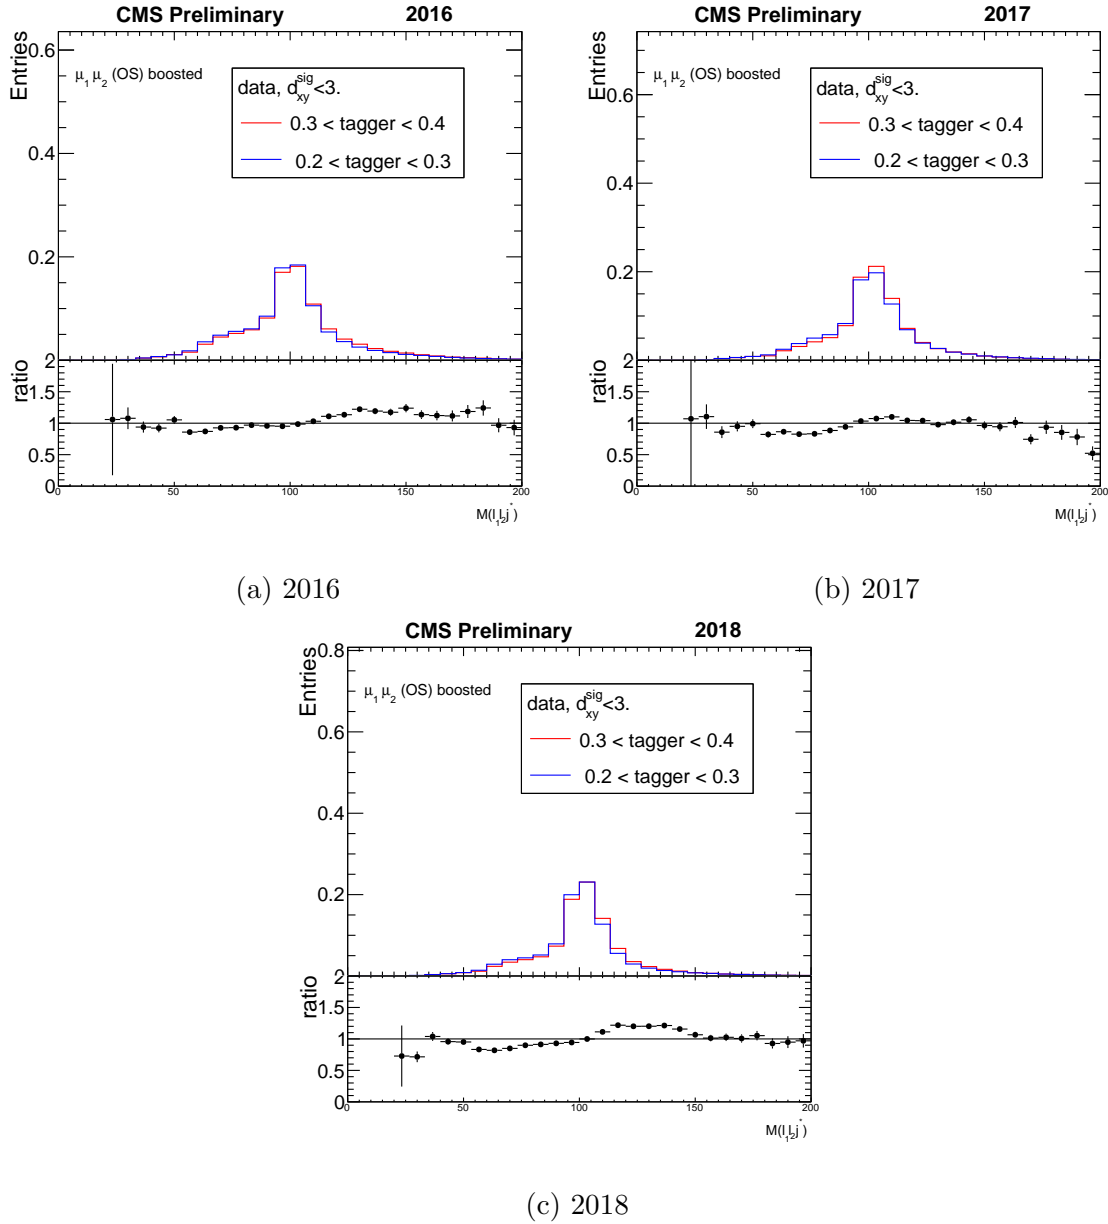 CMS Preliminary 2016
Entries
0.6
0.4
0.2
μ1 μ2 (OS) boosted
data, dxy^sig<3.
0.3 < tagger < 0.4
0.2 < tagger < 0.3
ratio
2
1.5
1
0.5
0
0 50 100 150 200
M(l1l2j*)
(a) 2016
CMS Preliminary 2017
Entries
0.6
0.4
0.2
μ1 μ2 (OS) boosted
data, dxy^sig<3.
0.3 < tagger < 0.4
0.2 < tagger < 0.3
ratio
2
1.5
1
0.5
0
0 50 100 150 200
M(l1l2j*)
(b) 2017
CMS Preliminary 2018
Entries
0.8
0.6
0.4
0.2
μ1 μ2 (OS) boosted
data, dxy^sig<3.
0.3 < tagger < 0.4
0.2 < tagger < 0.3
ratio
2
1.5
1
0.5
0
0 50 100 150 200
M(l1l2j*)
(c) 2018